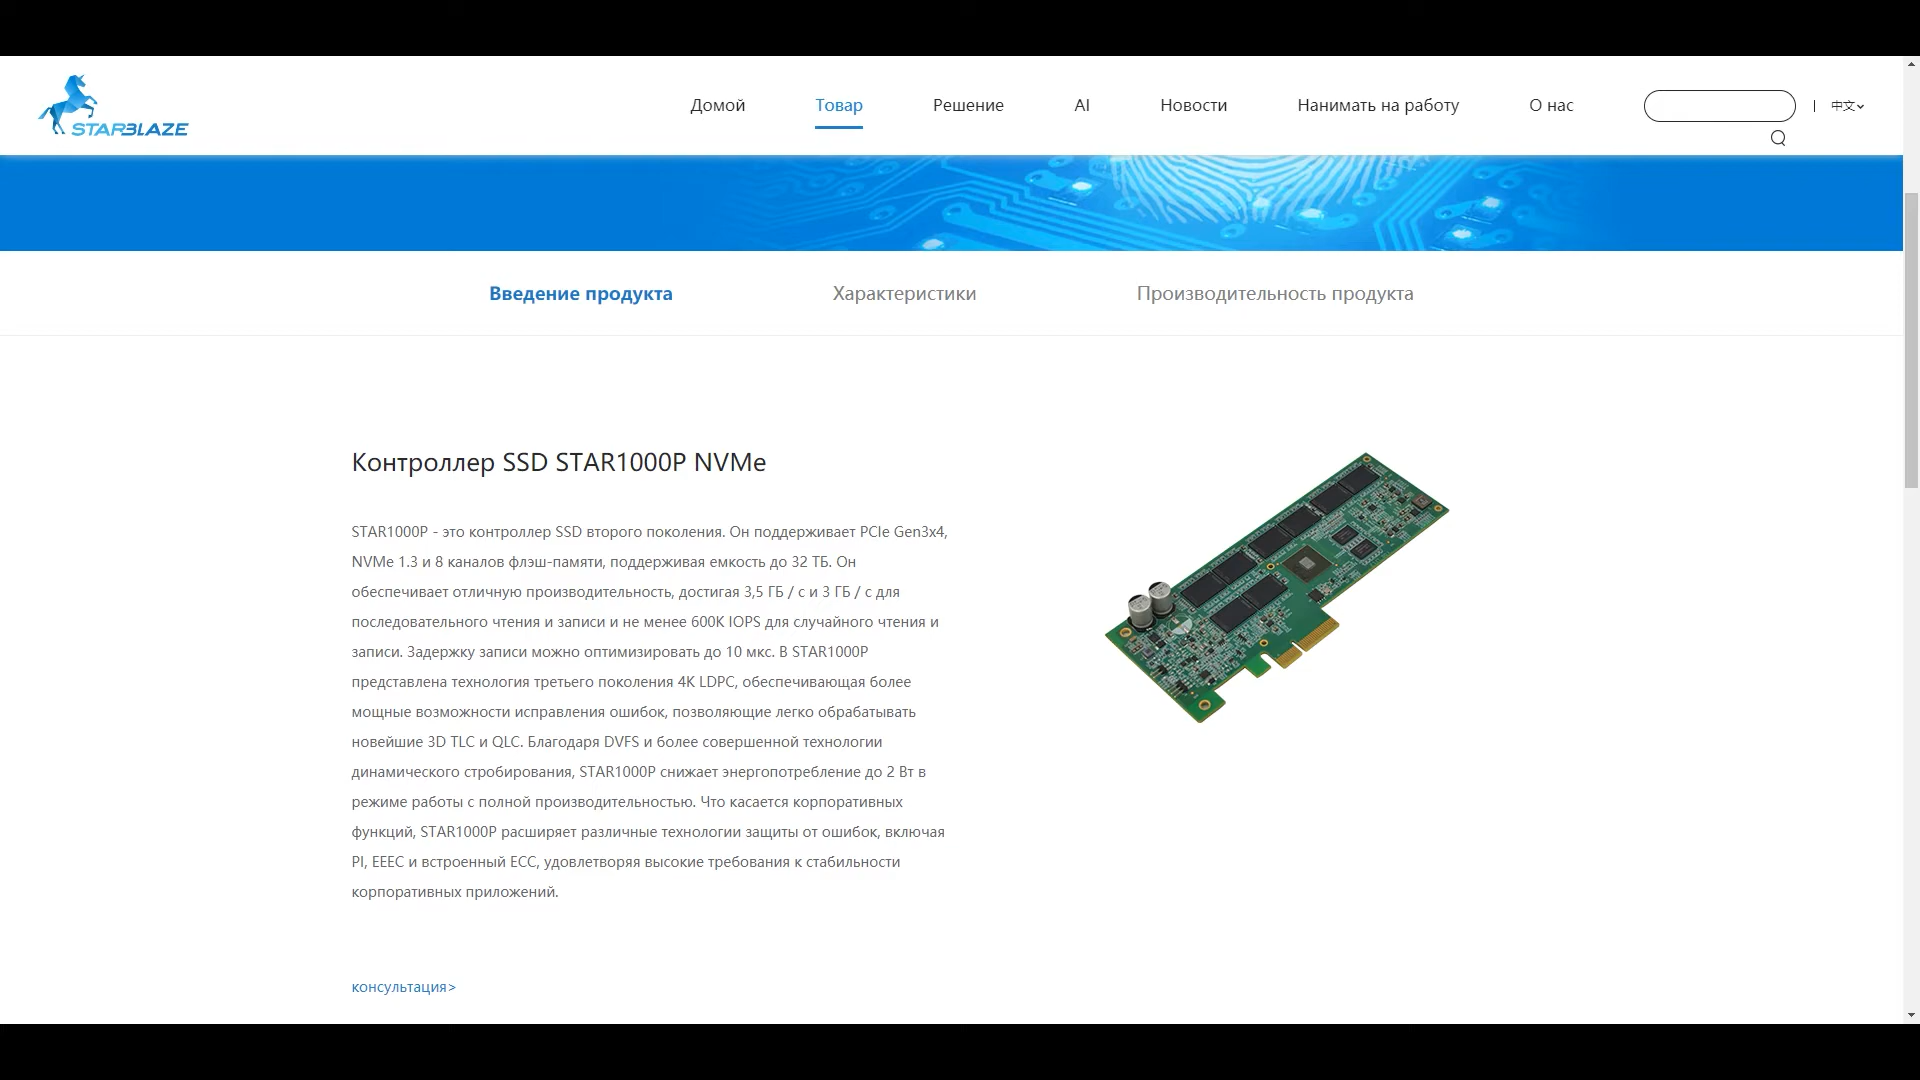 STARBLAZE
Домой
Товар
Решение
AI
Новости
Нанимать на работу
О нас
中文
Введение продукта
Характеристики
Производительность продукта
Контроллер SSD STAR1000P NVMe
STAR1000P - это контроллер SSD второго поколения. Он поддерживает PCIe Gen3x4,
NVMe 1.3 и 8 каналов флэш-памяти, поддерживая емкость до 32 ТБ. Он
обеспечивает отличную производительность, достигая 3,5 ГБ / с и 3 ГБ / с для
последовательного чтения и записи и не менее 600K IOPS для случайного чтения и
записи. Задержку записи можно оптимизировать до 10 мкс. В STAR1000P
представлена технология третьего поколения 4K LDPC, обеспечивающая более
мощные возможности исправления ошибок, позволяющие легко обрабатывать
новейшие 3D TLC и QLC. Благодаря DVFS и более совершенной технологии
динамического стробирования, STAR1000P снижает энергопотребление до 2 Вт в
режиме работы с полной производительностью. Что касается корпоративных
функций, STAR1000P расширяет различные технологии защиты от ошибок, включая
PI, EEEC и встроенный ECC, удовлетворяя высокие требования к стабильности
корпоративных приложений.
консультация>